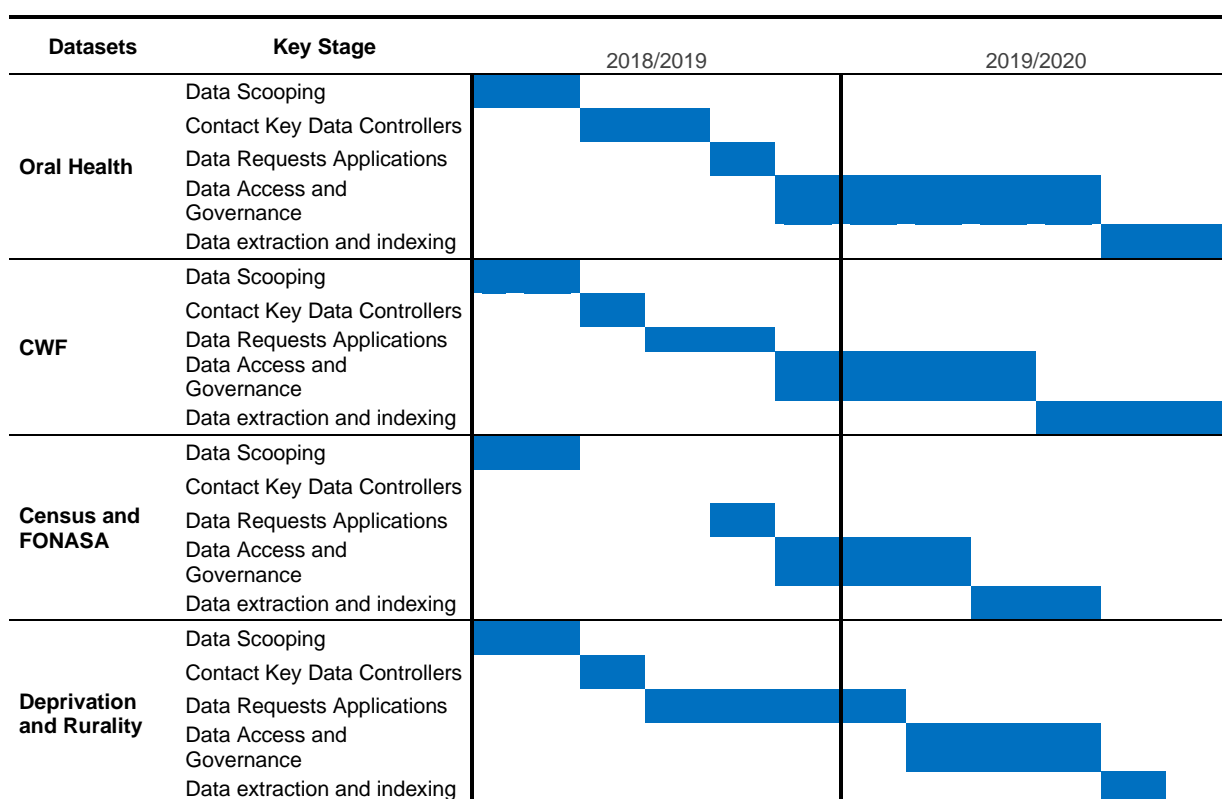 Datasets Key Stage 2018/2019 2019/2020
Oral Health
Data Scooping
Contact Key Data Controllers
Data Requests Applications
Data Access and
Governance
Data extraction and indexing
CWF
Data Scooping
Contact Key Data Controllers
Data Requests Applications
Data Access and
Governance
Data extraction and indexing
Census and
FONASA
Data Scooping
Contact Key Data Controllers
Data Requests Applications
Data Access and
Governance
Data extraction and indexing
Deprivation
and Rurality
Data Scooping
Contact Key Data Controllers
Data Requests Applications
Data Access and
Governance
Data extraction and indexing